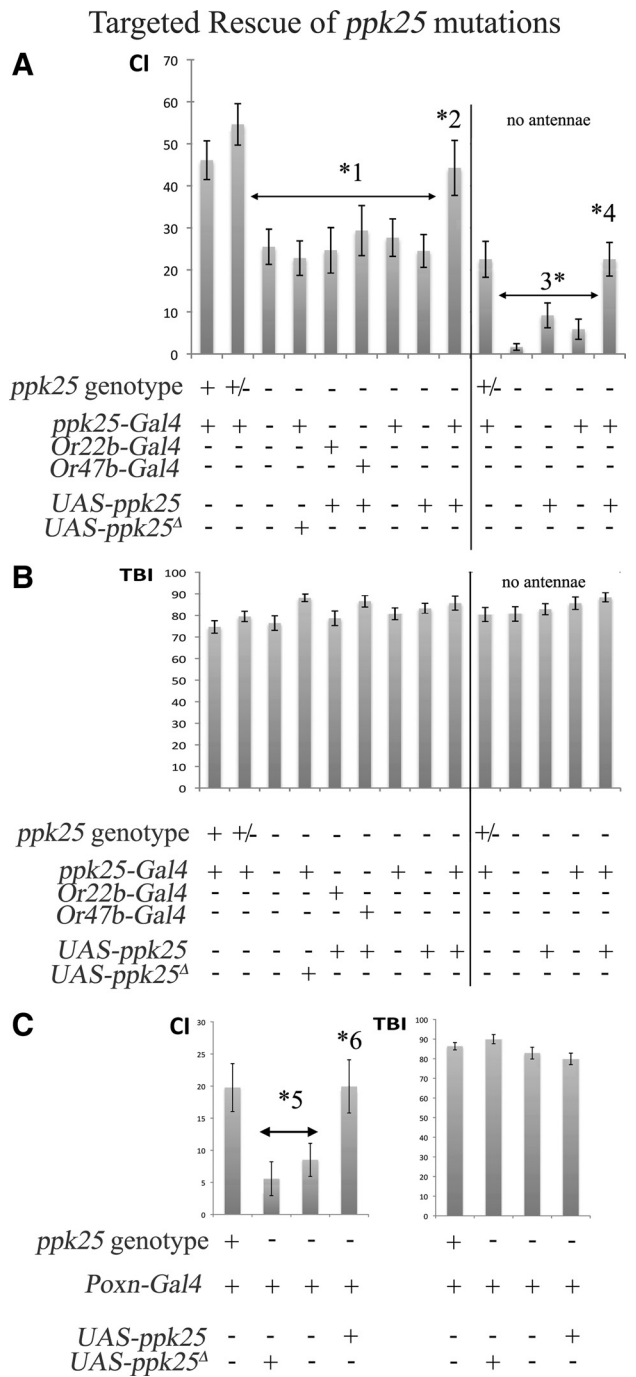 Targeted Rescue of ppk25 mutations
A
CI
70
60
50
40
30
20
10
0
*1
*2
no antennae
3*
*4
ppk25 genotype + +/- - - - - - - - +/- - - - -
ppk25-Gal4 + + - + - - + - + + - - + +
Or22b-Gal4 - - - - + - - - - - - - - -
Or47b-Gal4 - - - - - + - - - - - - - -
UAS-ppk25 - - - - + + - + + - - + - +
UAS-ppk25Δ - - - + - - - - - - - - - -
B
TBI
100
90
80
70
60
50
40
30
20
10
0
no antennae
ppk25 genotype + +/- - - - - - - - +/- - - - -
ppk25-Gal4 + + - + - - + - + + - - + +
Or22b-Gal4 - - - - + - - - - - - - - -
Or47b-Gal4 - - - - - + - - - - - - - -
UAS-ppk25 - - - - + + - + + - - + - +
UAS-ppk25Δ - - - + - - - - - - - - - -
C
CI
30
25
20
15
10
5
0
*5
*6
TBI
100
90
80
70
60
50
40
30
20
10
0
ppk25 genotype + - - - + - - -
Poxn-Gal4 + + + + + + + +
UAS-ppk25 - - - + - - - +
UAS-ppk25Δ - + - - - + - -